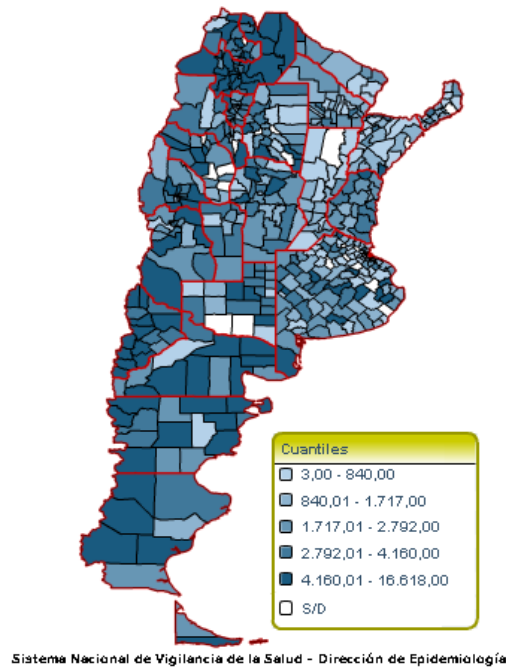 Cuantiles
3,00 - 840,00
840,01 - 1.717,00
1.717,01 - 2.792,00
2.792,01 - 4.160,00
4.160,01 - 16.618,00
S/D
Sistema Nacional de Vigilancia de la Salud - Dirección de Epidemiología